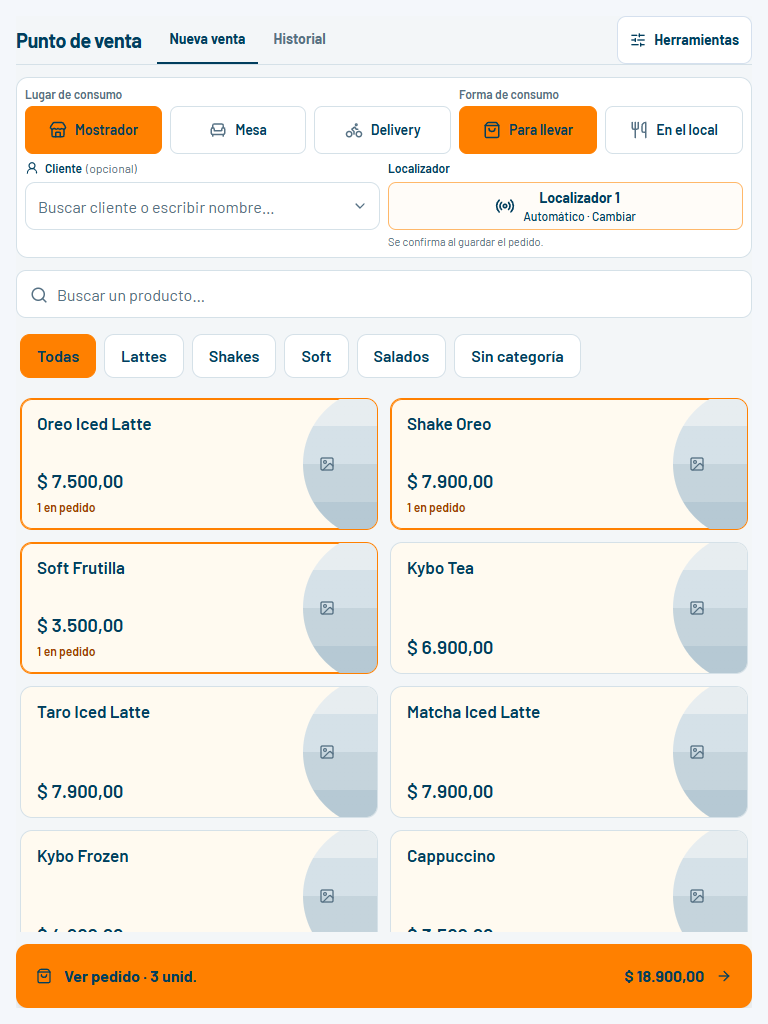 Punto de venta
Nueva venta
Historial
Herramientas
Lugar de consumo
Forma de consumo
Mostrador
Mesa
Delivery
Para llevar
En el local
Cliente (opcional)
Localizador
Buscar cliente o escribir nombre...
Localizador 1
Automático · Cambiar
Se confirma al guardar el pedido.
Buscar un producto...
Todas
Lattes
Shakes
Soft
Salados
Sin categoría
Oreo Iced Latte
$ 7.500,00
1 en pedido
Shake Oreo
$ 7.900,00
1 en pedido
Soft Frutilla
$ 3.500,00
1 en pedido
Kybo Tea
$ 6.900,00
Taro Iced Latte
$ 7.900,00
Matcha Iced Latte
$ 7.900,00
Kybo Frozen
Cappuccino
Ver pedido · 3 unid.
$ 18.900,00